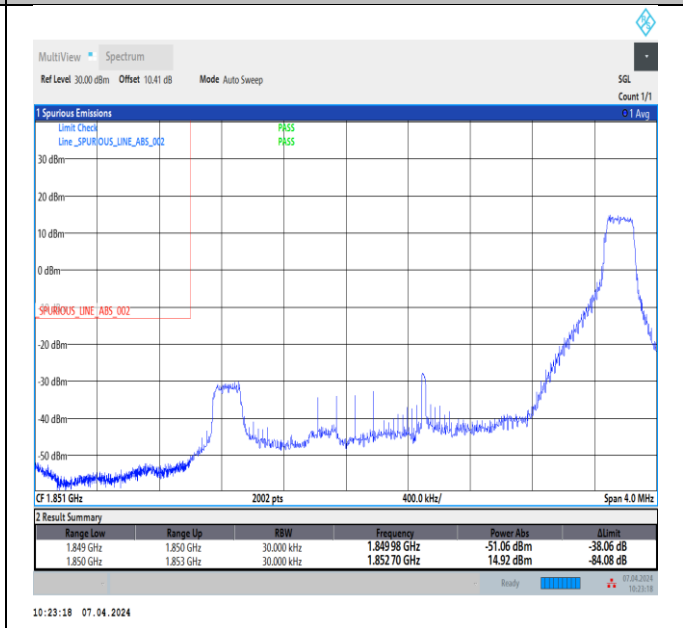 MultiView Spectrum
Ref Level 30.00 dBm Offset 10.41 dB Mode Auto Sweep SGL
Count 1/1
1 Spurious Emissions 1 Avg
Limit Check PASS
Line _SPURIOUS_LINE_ABS_002 PASS
30 dBm
20 dBm
10 dBm
0 dBm
_SPURIOUS_LINE_ABS_002
-20 dBm
-30 dBm
-40 dBm
-50 dBm
CF 1.851 GHz 2002 pts 400.0 kHz/ Span 4.0 MHz
2 Result Summary
Range Low Range Up RBW Frequency Power Abs ΔLimit
1.849 GHz 1.850 GHz 30.000 kHz 1.84998 GHz -51.06 dBm -38.06 dB
1.850 GHz 1.853 GHz 30.000 kHz 1.85270 GHz 14.92 dBm -84.08 dB
Ready 07.04.2024
10:23:18
10:23:18 07.04.2024